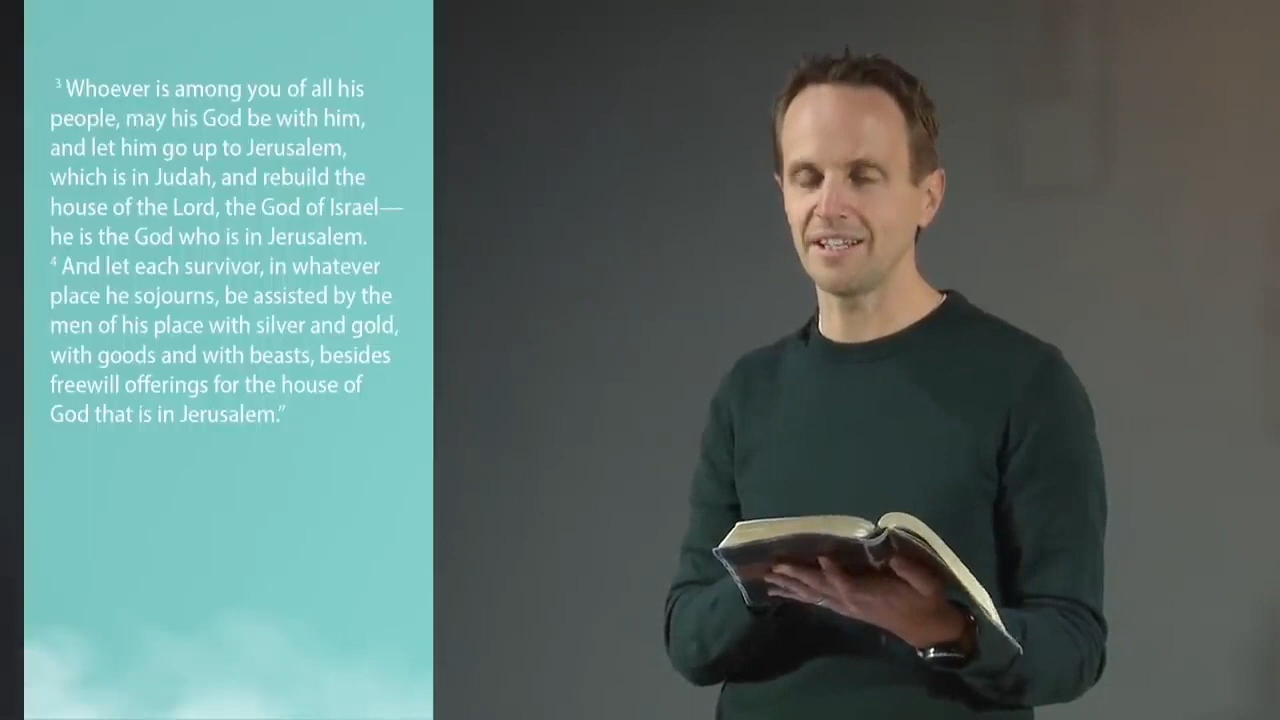 ³ Whoever is among you of all his
people, may his God be with him,
and let him go up to Jerusalem,
which is in Judah, and rebuild the
house of the Lord, the God of Israel—
he is the God who is in Jerusalem.
⁴ And let each survivor, in whatever
place he sojourns, be assisted by the
men of his place with silver and gold,
with goods and with beasts, besides
freewill offerings for the house of
God that is in Jerusalem.”